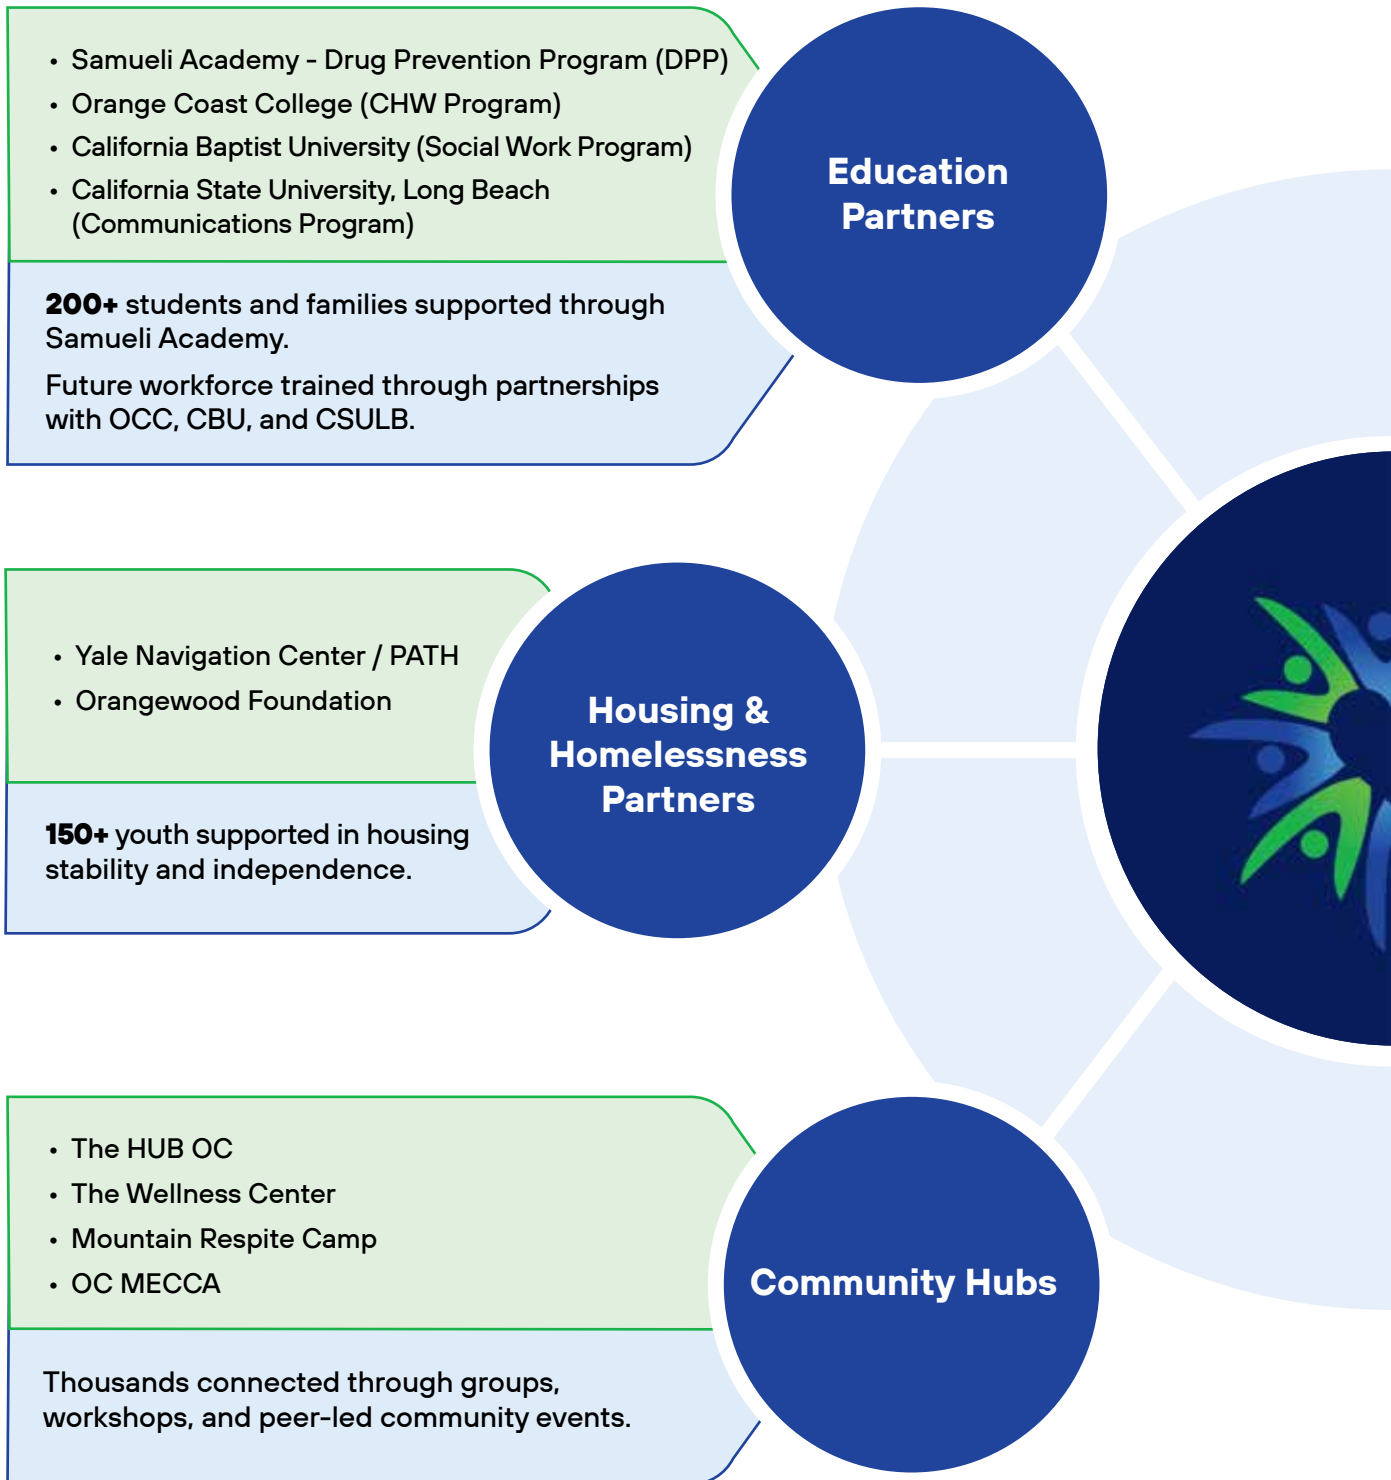 • Samueli Academy - Drug Prevention Program (DPP)
• Orange Coast College (CHW Program)
• California Baptist University (Social Work Program)
• California State University, Long Beach
(Communications Program)
Education
Partners
200+ students and families supported through
Samueli Academy.
Future workforce trained through partnerships
with OCC, CBU, and CSULB.
• Yale Navigation Center / PATH
• Orangewood Foundation
Housing &
Homelessness
Partners
150+ youth supported in housing
stability and independence.
• The HUB OC
• The Wellness Center
• Mountain Respite Camp
• OC MECCA
Community Hubs
Thousands connected through groups,
workshops, and peer-led community events.